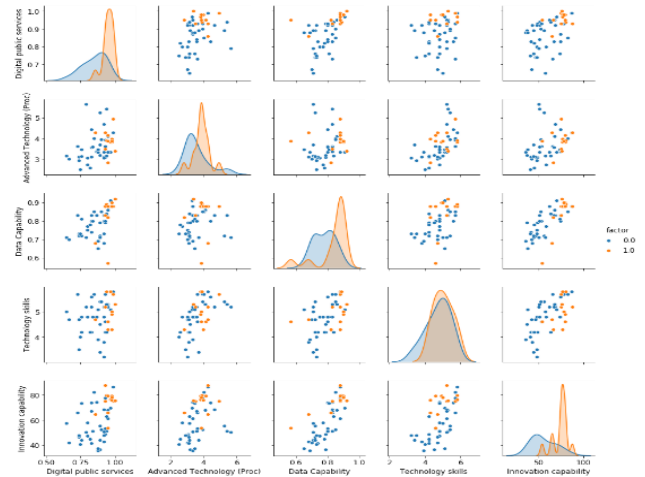 Digital public services
1.0
0.9
0.8
0.7
Advanced Technology (Proc)
5
4
3
Data Capability
0.9
0.8
0.7
0.6
factor
0.0
1.0
Technaogy skills
5
4
Innovation capability
80
60
40
0.50 0.75 1.00 2 4 6 0.6 0.8 1.0 2 4 6 50 100
Digital public services Advanced Technology (Proc) Data Capability Technology skills Innovation capability